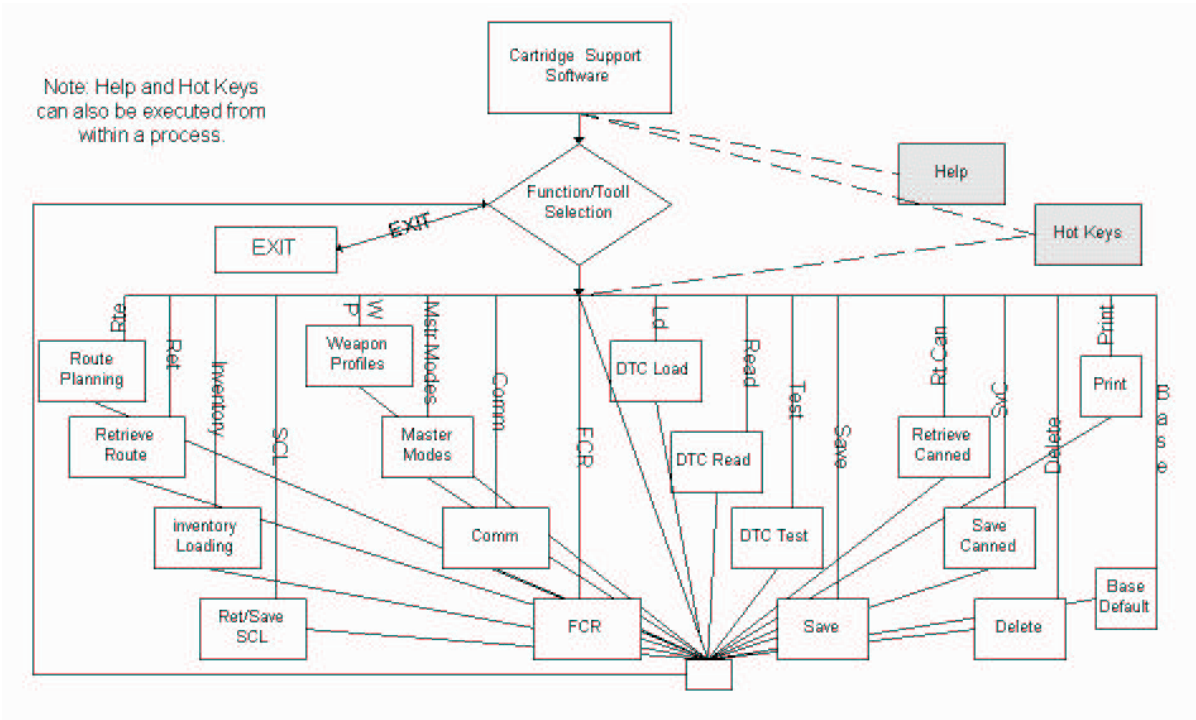 Cartridge Support
Software
Note: Help and Hot Keys
can also be executed from
within a process.
Help
Function/Tooll
Selection
Hot Keys
EXIT
EXIT
Rte
Ret
Inventory
SCL
WP
Mstr Modes
Comm
FCR
Ld
Read
Test
Save
Rt Can
SvC
Delete
Print
Base
Route
Planning
Weapon
Profiles
DTC Load
Print
Retrieve
Route
Master
Modes
DTC Read
Retrieve
Canned
inventory
Loading
Comm
DTC Test
Save
Canned
Ret/Save
SCL
FCR
Save
Delete
Base
Default